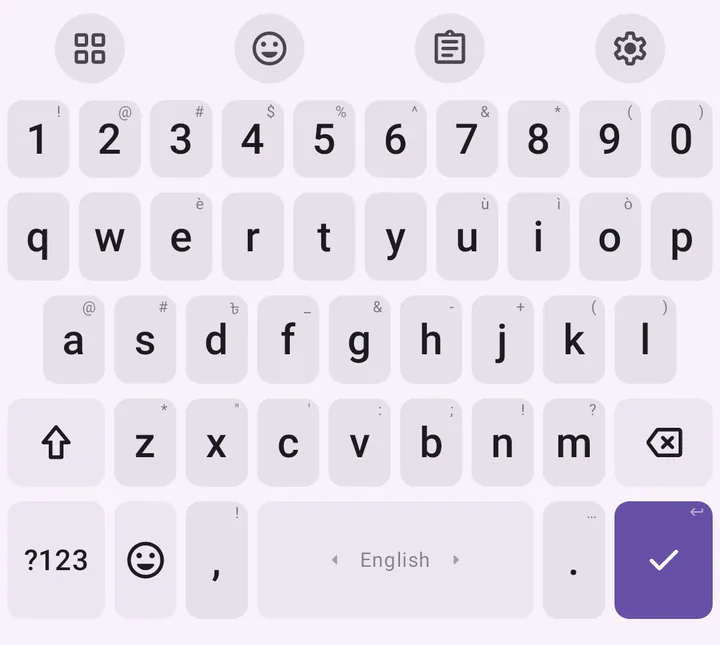 ! @ # $ % ^ & * ( )
1 2 3 4 5 6 7 8 9 0
è ù ì ò
q w e r t y u i o p
@ # _ & - + ( )
a s d f g h j k l
* " ' : ; ! ?
z x c v b n m
! …
?123 , English .